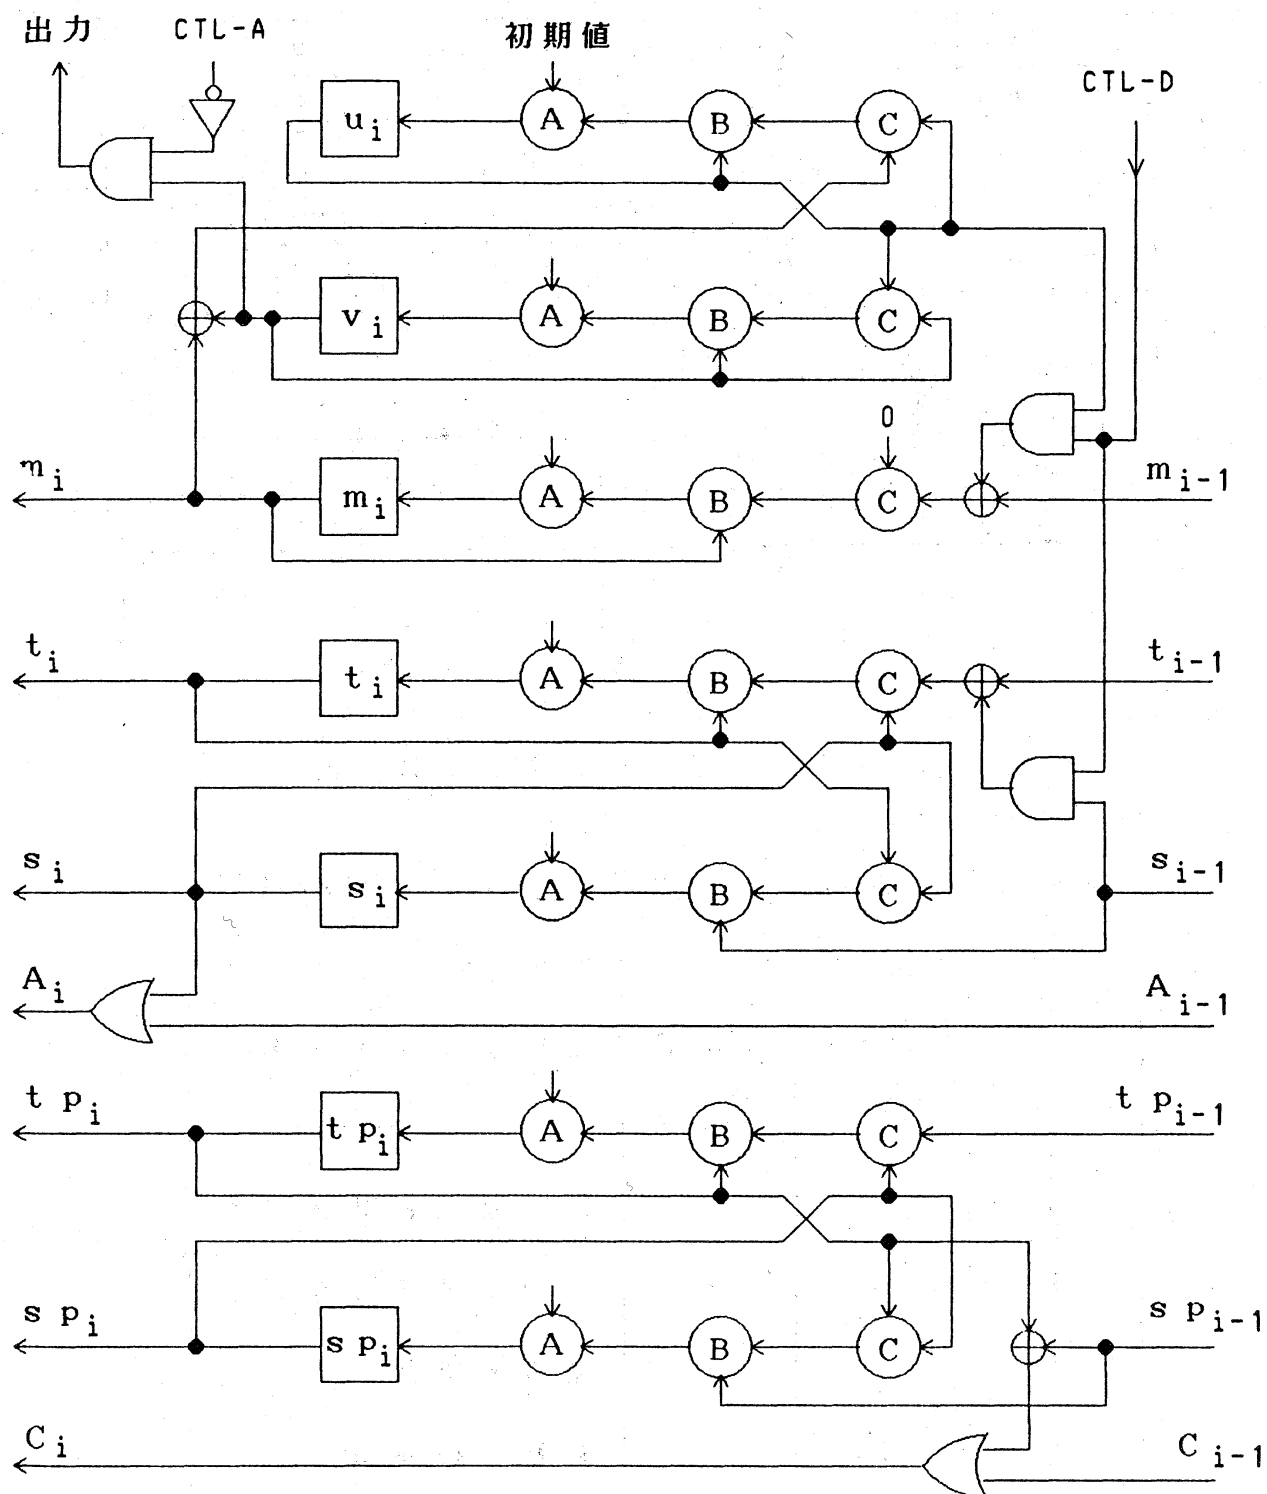 出力 CTL-A 初期値
CTL-D
u i A B C
v i A B C
0
m i m i A B C m i-1
t i t i A B C t i-1
s i s i A B C s i-1
A i A i-1
t p i t p i A B C t p i-1
s p i s p i A B C s p i-1
C i C i-1